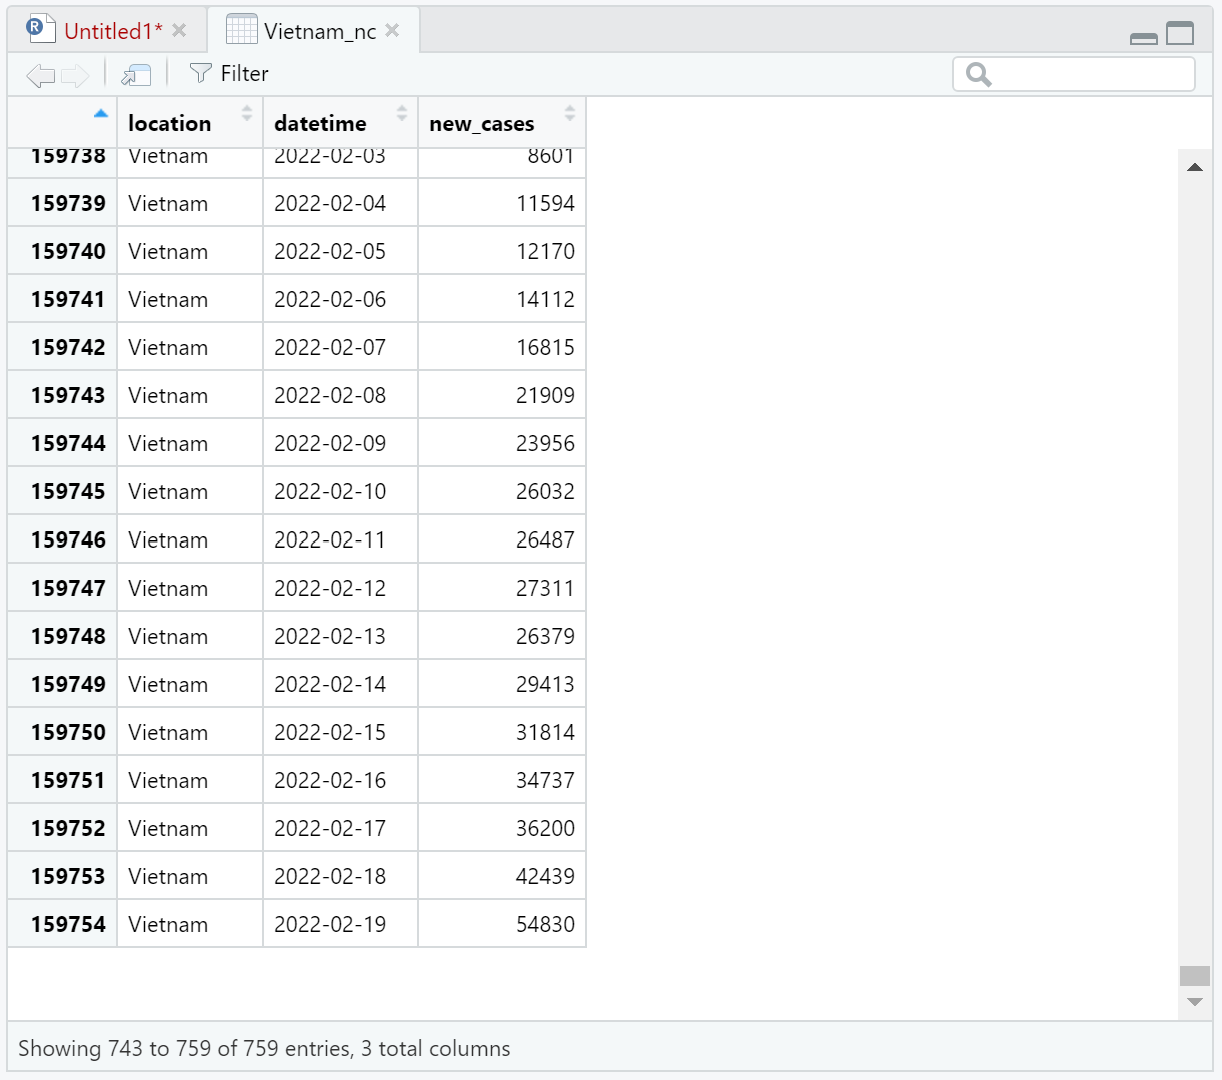 R Untitled1* Vietnam_nc
Filter
location datetime new_cases
159738 Vietnam 2022-02-03 8601
159739 Vietnam 2022-02-04 11594
159740 Vietnam 2022-02-05 12170
159741 Vietnam 2022-02-06 14112
159742 Vietnam 2022-02-07 16815
159743 Vietnam 2022-02-08 21909
159744 Vietnam 2022-02-09 23956
159745 Vietnam 2022-02-10 26032
159746 Vietnam 2022-02-11 26487
159747 Vietnam 2022-02-12 27311
159748 Vietnam 2022-02-13 26379
159749 Vietnam 2022-02-14 29413
159750 Vietnam 2022-02-15 31814
159751 Vietnam 2022-02-16 34737
159752 Vietnam 2022-02-17 36200
159753 Vietnam 2022-02-18 42439
159754 Vietnam 2022-02-19 54830
Showing 743 to 759 of 759 entries, 3 total columns